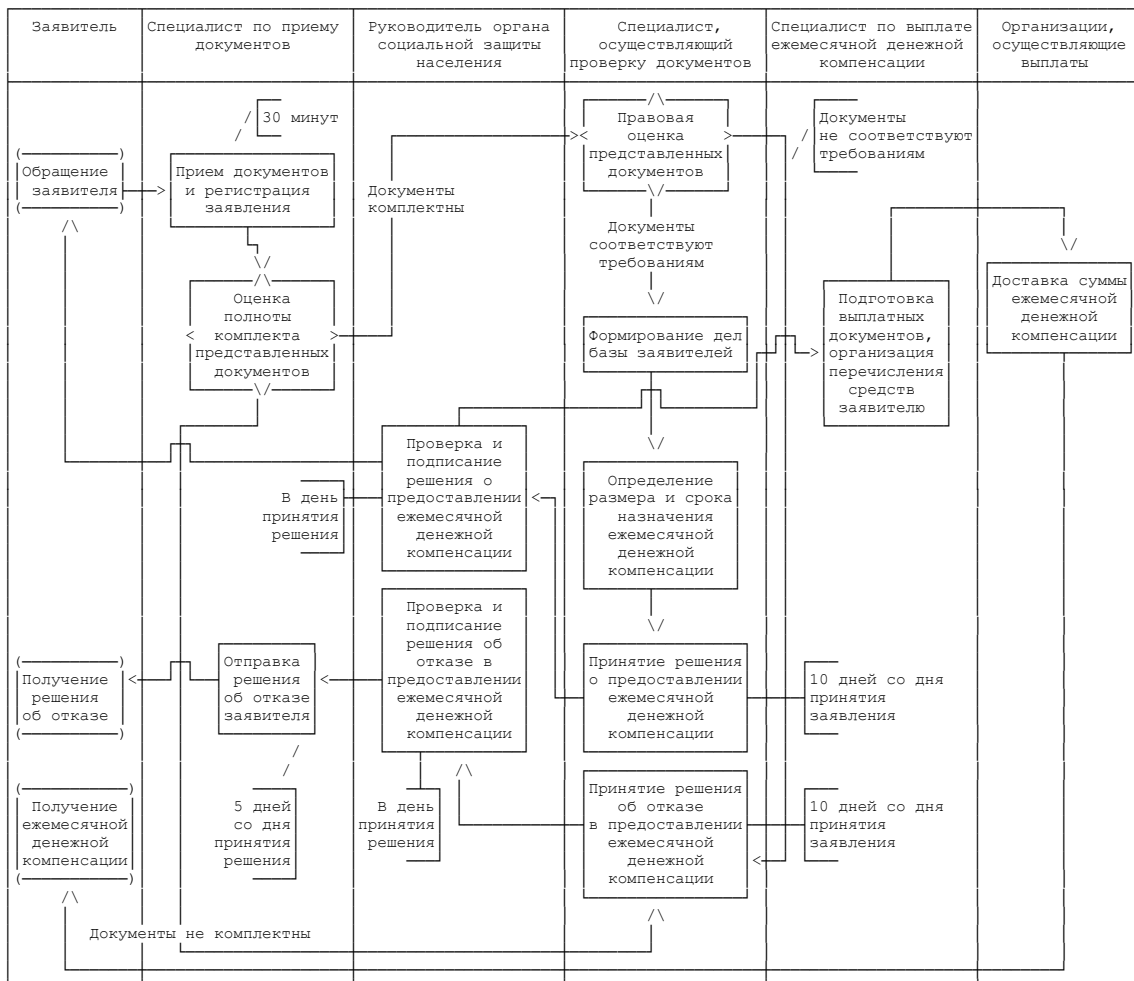 Заявитель
Специалист по приему
документов
Руководитель органа
социальной защиты
населения
Специалист,
осуществляющий
проверку документов
Специалист по выплате
ежемесячной денежной
компенсации
Организации,
осуществляющие
выплаты
30 минут
Правовая
оценка
представленных
документов
Документы
не соответствуют
требованиям
Обращение
заявителя
Прием документов
и регистрация
заявления
Документы
комплектны
Документы
соответствуют
требованиям
Оценка
полноты
комплекта
представленных
документов
Формирование дел
базы заявителей
Подготовка
выплатных
документов,
организация
перечисления
средств
заявителю
Доставка суммы
ежемесячной
денежной
компенсации
Проверка и
подписание
решения о
предоставлении
ежемесячной
денежной
компенсации
В день
принятия
решения
Определение
размера и срока
назначения
ежемесячной
денежной
компенсации
Проверка и
подписание
решения об
отказе в
предоставлении
ежемесячной
денежной
компенсации
Получение
решения
об отказе
Отправка
решения
об отказе
заявителя
Принятие решения
о предоставлении
ежемесячной
денежной
компенсации
10 дней со дня
принятия
заявления
Получение
ежемесячной
денежной
компенсации
5 дней
со дня
принятия
решения
В день
принятия
решения
Принятие решения
об отказе
в предоставлении
ежемесячной
денежной
компенсации
10 дней со дня
принятия
заявления
Документы не комплектны